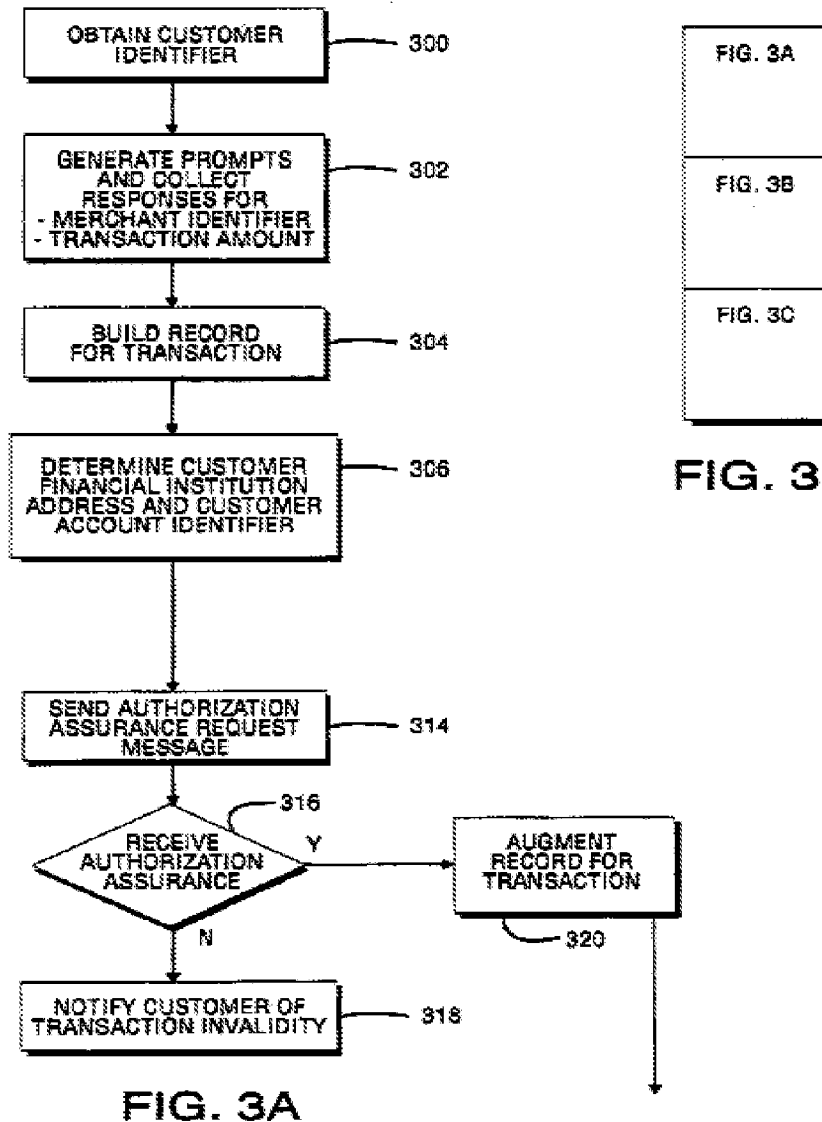 OBTAIN CUSTOMER
IDENTIFIER
300
GENERATE PROMPTS
AND COLLECT
RESPONSES FOR
- MERCHANT IDENTIFIER
- TRANSACTION AMOUNT
302
BUILD RECORD
FOR TRANSACTION
304
DETERMINE CUSTOMER
FINANCIAL INSTITUTION
ADDRESS AND CUSTOMER
ACCOUNT IDENTIFIER
306
SEND AUTHORIZATION
ASSURANCE REQUEST
MESSAGE
314
316
RECEIVE
AUTHORIZATION
ASSURANCE
Y
N
AUGMENT
RECORD FOR
TRANSACTION
320
NOTIFY CUSTOMER OF
TRANSACTION INVALIDITY
318
FIG. 3A
FIG. 3A
FIG. 3B
FIG. 3C
FIG. 3